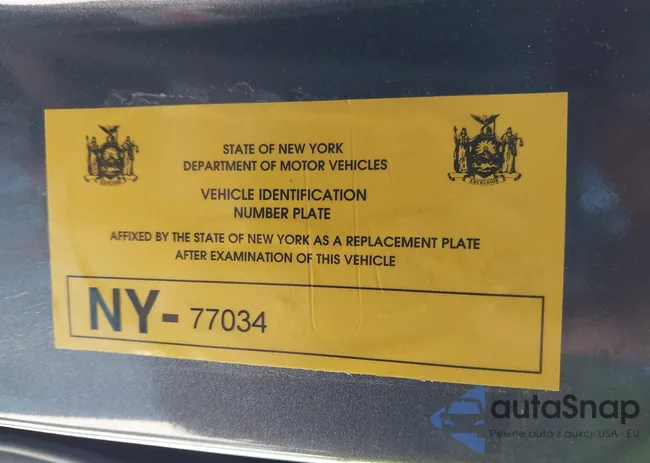 STATE OF NEW YORK
DEPARTMENT OF MOTOR VEHICLES
VEHICLE IDENTIFICATION
NUMBER PLATE
AFFIXED BY THE STATE OF NEW YORK AS A REPLACEMENT PLATE
AFTER EXAMINATION OF THIS VEHICLE
NY- 77034
EXCELSIOR
autaSnap
Pewne auta z aukcji USA i EU